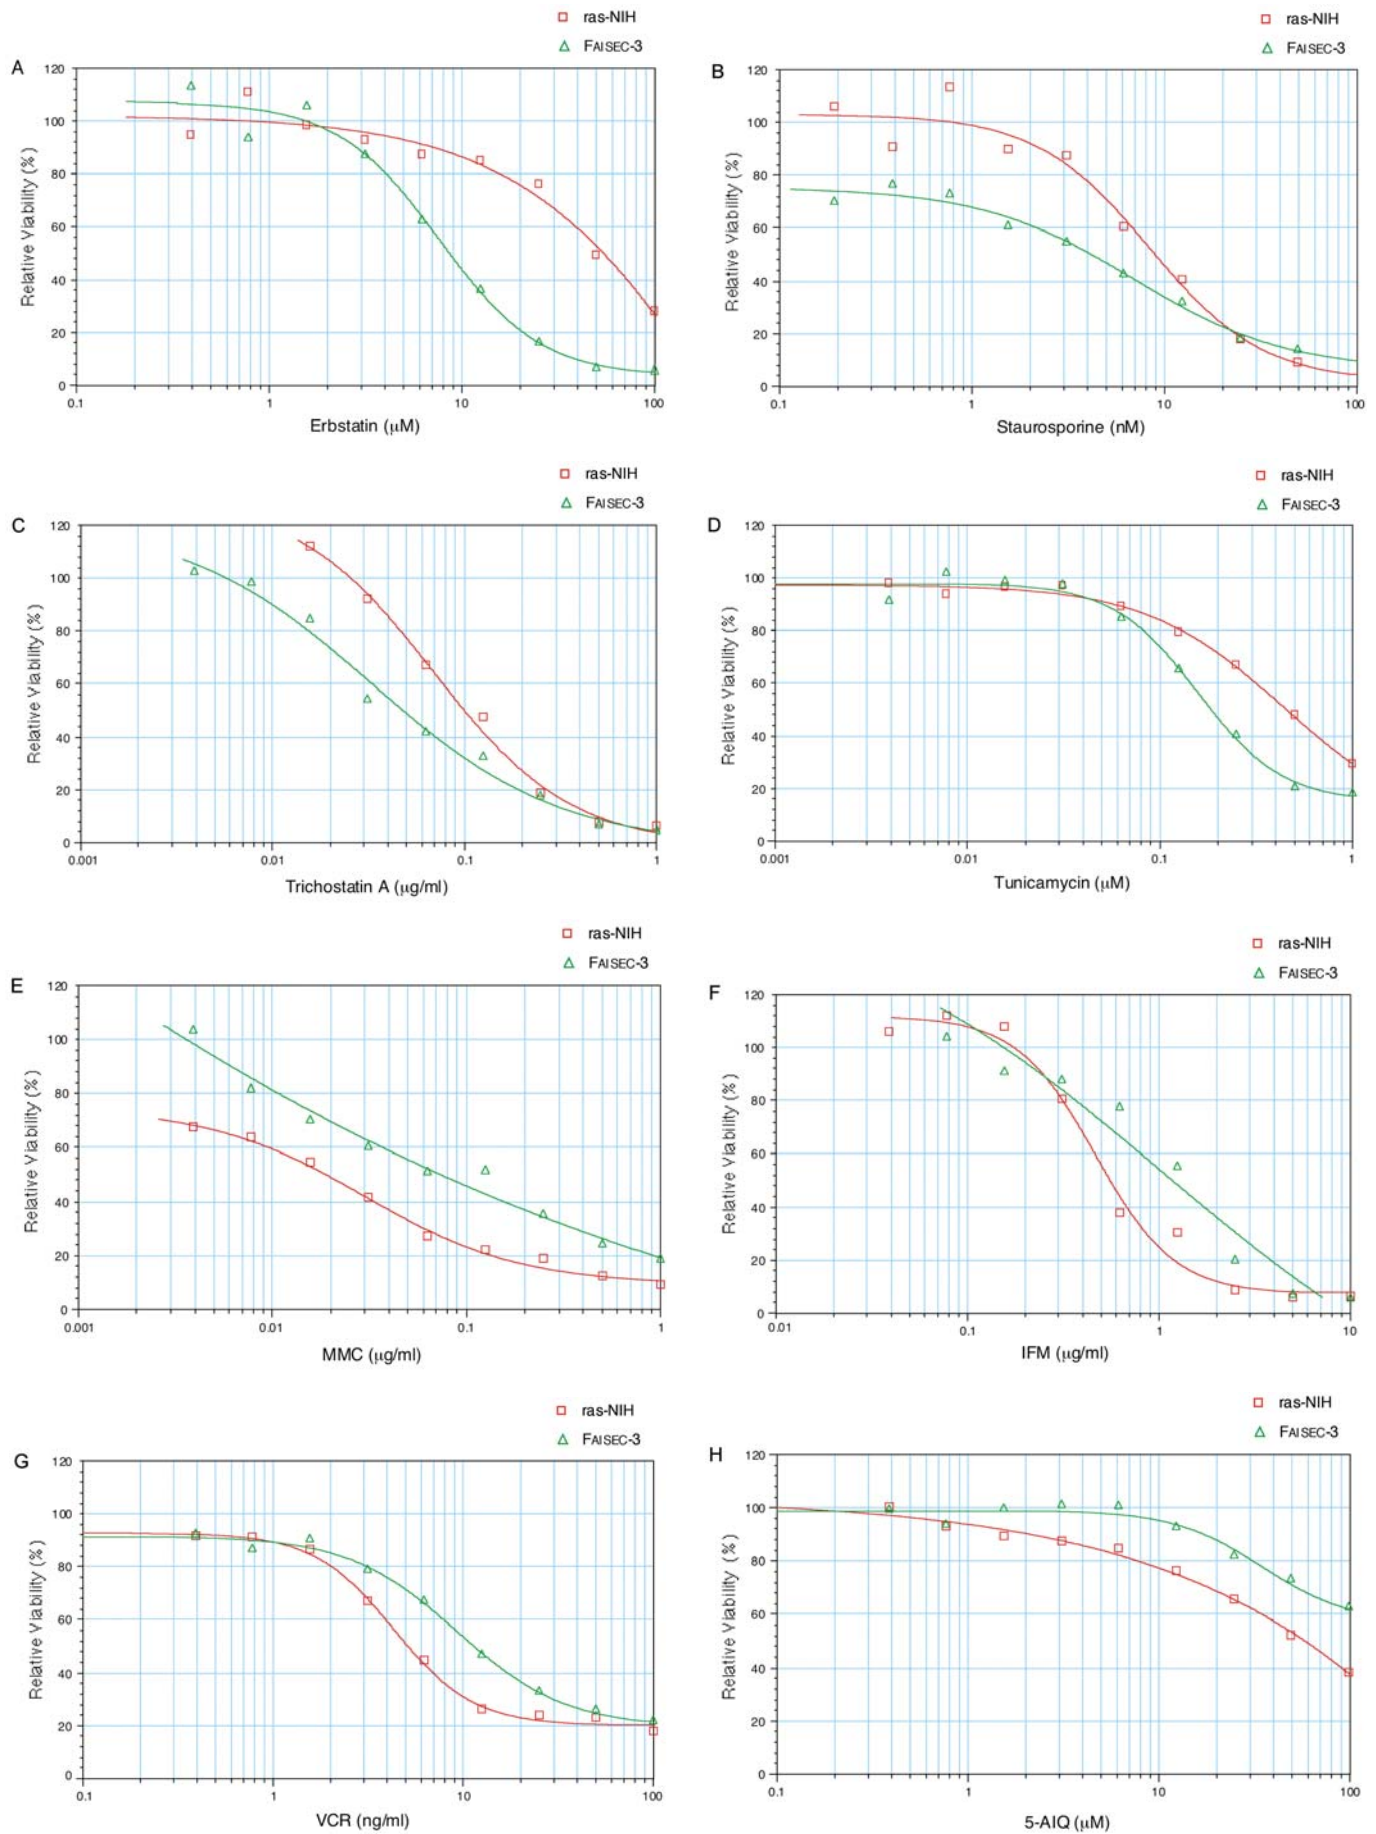 ras-NIH
FAISEC-3
A
120
100
80
60
40
20
0
Relative Viability (%)
0.1 1 10 100
Erbstatin (μM)
ras-NIH
FAISEC-3
B
120
100
80
60
40
20
0
Relative Viability (%)
0.1 1 10 100
Staurosporine (nM)
ras-NIH
FAISEC-3
C
120
100
80
60
40
20
0
Relative Viability (%)
0.001 0.01 0.1 1
Trichostatin A (μg/ml)
ras-NIH
FAISEC-3
D
120
100
80
60
40
20
0
Relative Viability (%)
0.001 0.01 0.1 1
Tunicamycin (μM)
ras-NIH
FAISEC-3
E
120
100
80
60
40
20
0
Relative Viability (%)
0.001 0.01 0.1 1
MMC (μg/ml)
ras-NIH
FAISEC-3
F
120
100
80
60
40
20
0
Relative Viability (%)
0.01 0.1 1 10
IFM (μg/ml)
ras-NIH
FAISEC-3
G
120
100
80
60
40
20
0
Relative Viability (%)
0.1 1 10 100
VCR (ng/ml)
ras-NIH
FAISEC-3
H
120
100
80
60
40
20
0
Relative Viability (%)
0.1 1 10 100
5-AIQ (μM)